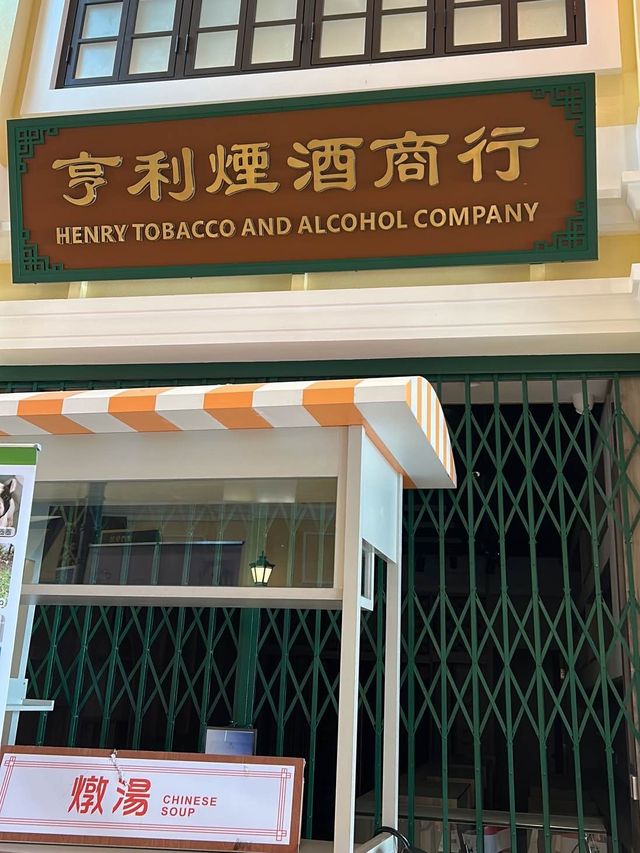 亨利煙酒商行
HENRY TOBACCO AND ALCOHOL COMPANY
燉湯
CHINESE
SOUP